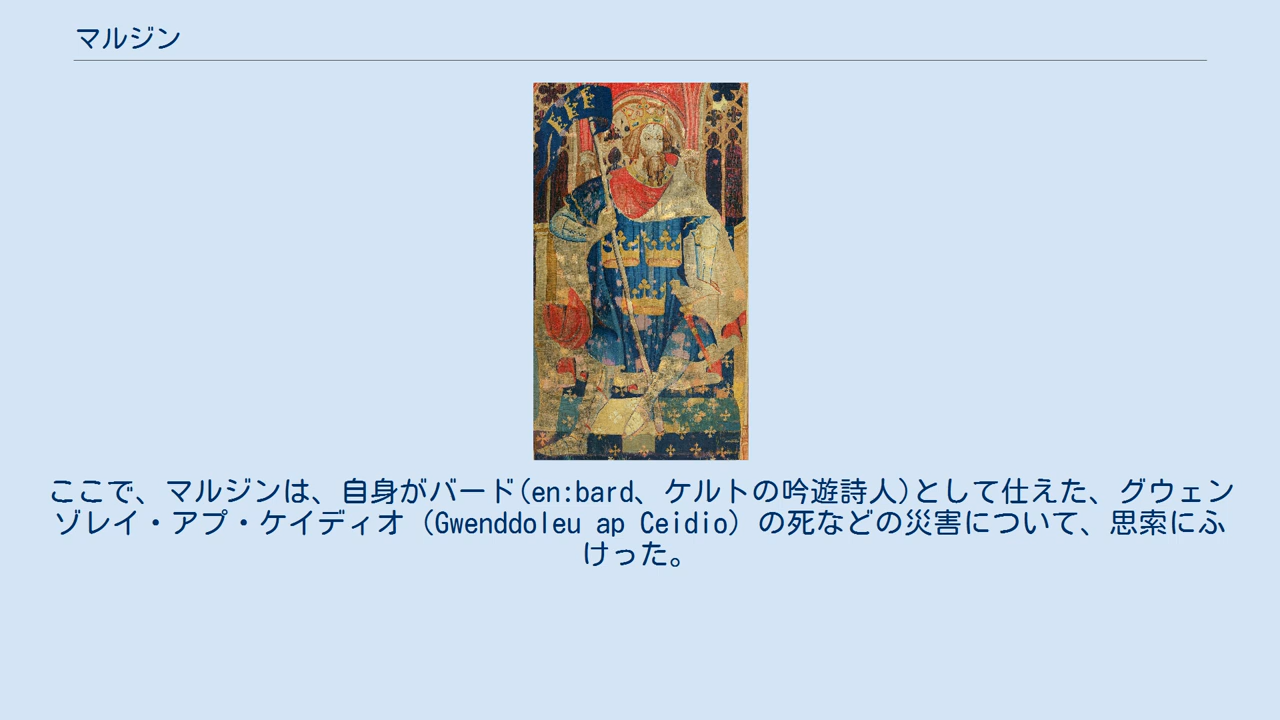 マルジン
ここで、マルジンは、自身がバード(en:bard、ケルトの吟遊詩人)として仕えた、グウェン
ゾレイ・アプ・ケイディオ（Gwenddoleu ap Ceidio）の死などの災害について、思索にふ
けった。